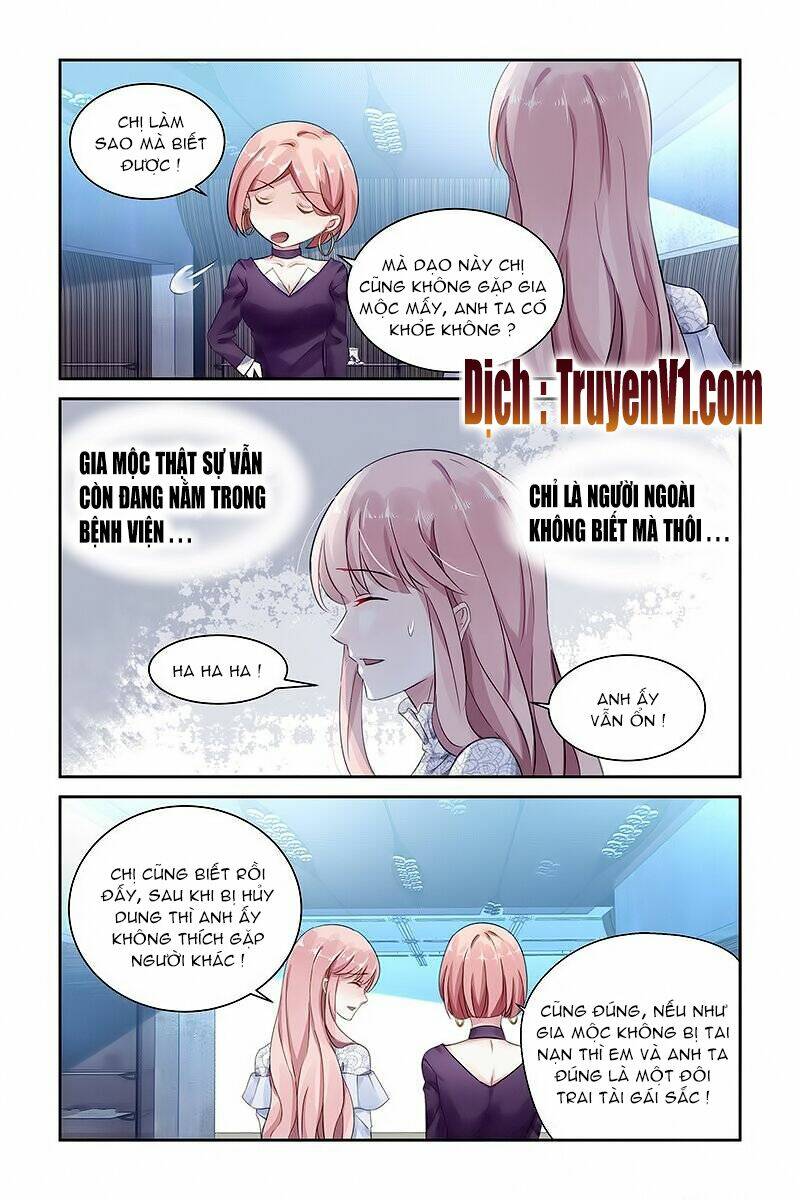 CHỊ LÀM
SAO MÀ BIẾT
ĐƯỢC !
MÀ DẠO NÀY CHỊ
CŨNG KHÔNG GẶP GIA
MỘC MẤY, ANH TA CÓ
KHỎE KHÔNG ?
Dịch : TruyenV1.com
GIA MỘC THẬT SỰ VẪN
CÒN ĐANG NẰM TRONG
BỆNH VIỆN . . .
CHỈ LÀ NGƯỜI NGOÀI
KHÔNG BIẾT MÀ THÔI . . .
HA HA HA !
ANH ẤY
VẪN ỔN !
CHỊ CŨNG BIẾT RỒI
ĐẤY, SAU KHI BỊ HỦY
DUNG THÌ ANH ẤY
KHÔNG THÍCH GẶP
NGƯỜI KHÁC !
CŨNG ĐÚNG, NẾU NHƯ
GIA MỘC KHÔNG BỊ TAI
NẠN THÌ EM VÀ ANH TA
ĐÚNG LÀ MỘT ĐÔI
TRAI TÀI GÁI SẮC !